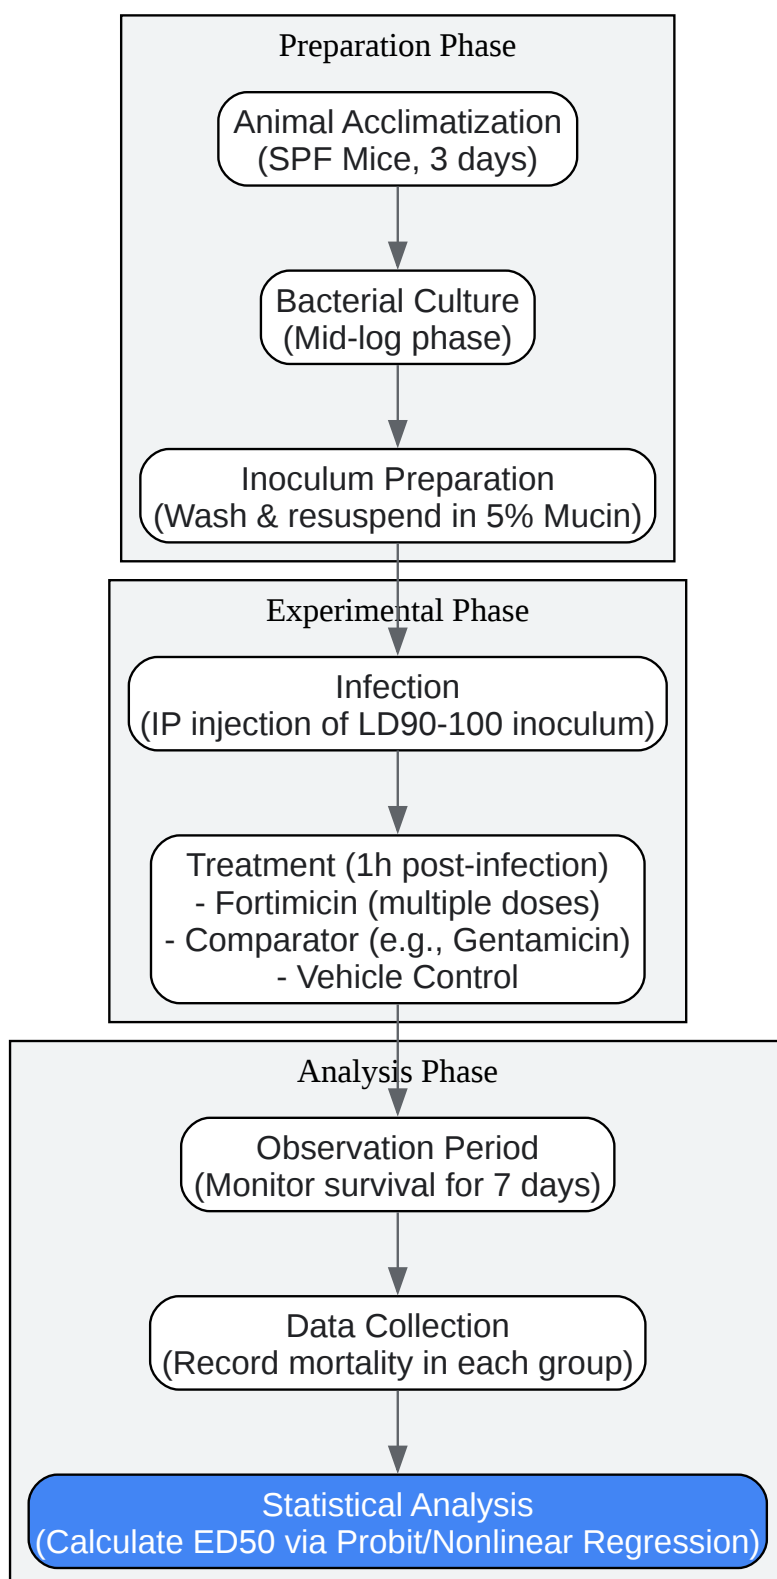 Preparation Phase
Animal Acclimatization
(SPF Mice, 3 days)
Bacterial Culture
(Mid-log phase)
Inoculum Preparation
(Wash & resuspend in 5% Mucin)
Experimental Phase
Infection
(IP injection of LD90-100 inoculum)
Treatment (1h post-infection)
- Fortimicin (multiple doses)
- Comparator (e.g., Gentamicin)
- Vehicle Control
Analysis Phase
Observation Period
(Monitor survival for 7 days)
Data Collection
(Record mortality in each group)
Statistical Analysis
(Calculate ED50 via Probit/Nonlinear Regression)